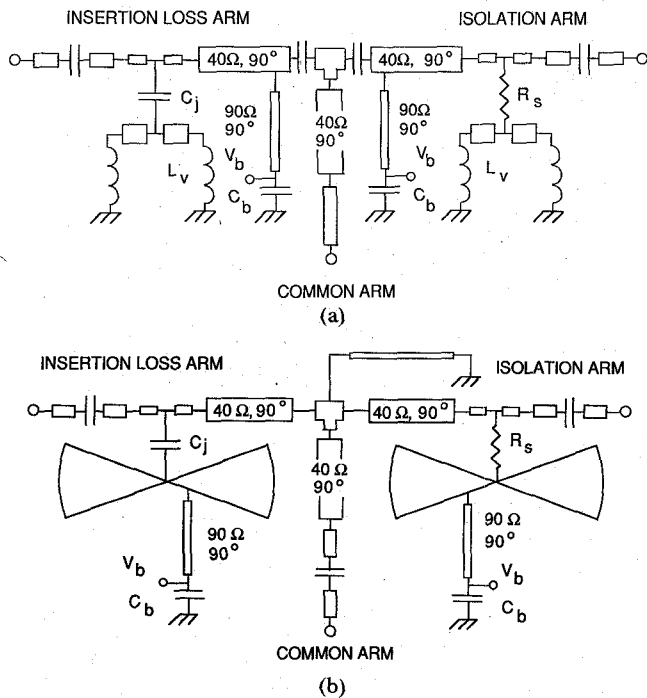 INSERTION LOSS ARM
ISOLATION ARM
40Ω, 90°
40Ω, 90°
Cj
Rs
90Ω
90°
40Ω
90°
90Ω
90°
Vb
Vb
Lv
Lv
Cb
Cb
COMMON ARM
(a)
INSERTION LOSS ARM
ISOLATION ARM
40 Ω, 90°
40 Ω, 90°
Cj
Rs
40 Ω
90°
90 Ω
90°
90 Ω
90°
Vb
Vb
Cb
Cb
COMMON ARM
(b)